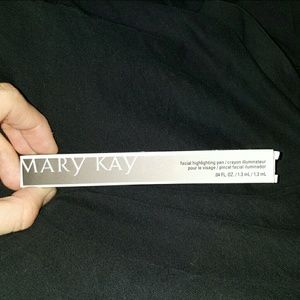 MARY KAY
facial highlighting pen / crayon illuminateur
pour le visage / pincel facial iluminador
.04 FL. OZ. / 1.3 mL / 1.3 mL